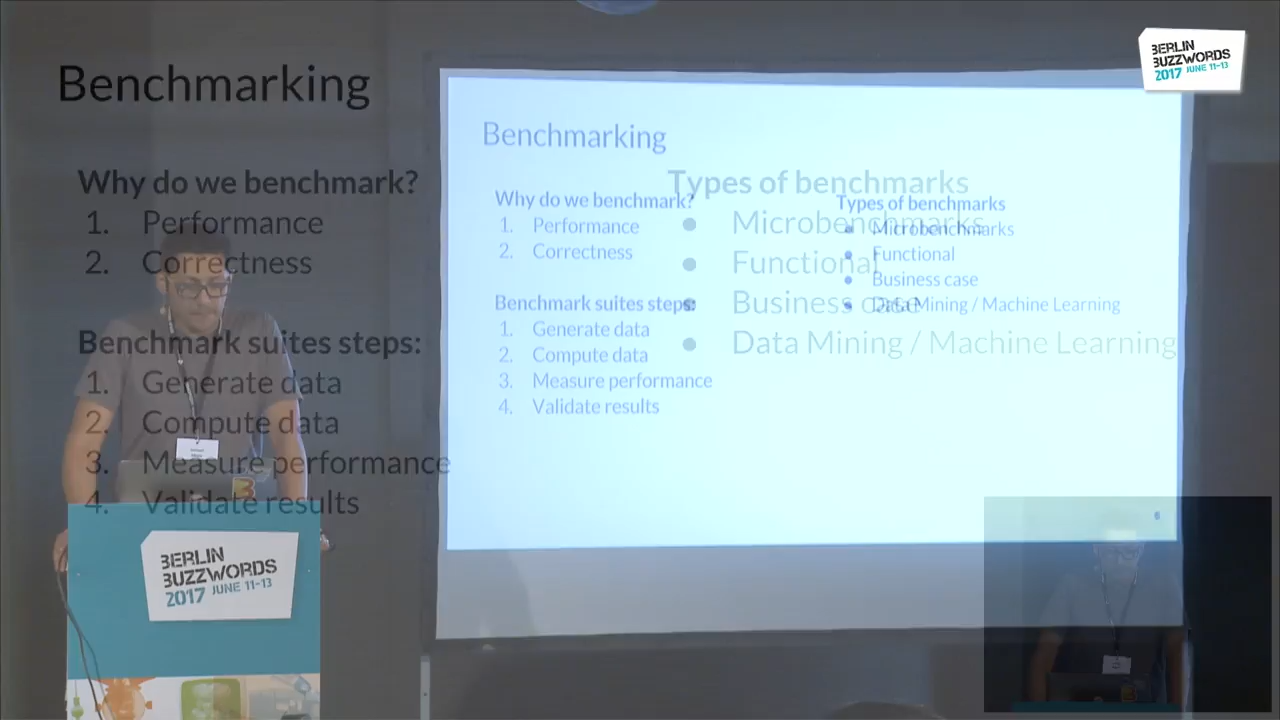 BERLIN
BUZZWORDS
2017 JUNE 11-13
Benchmarking
Why do we benchmark?
1. Performance
2. Correctness
Benchmark suites steps:
1. Generate data
2. Compute data
3. Measure performance
4. Validate results
Types of benchmarks
• Microbenchmarks
• Functional
• Business case
• Data Mining / Machine Learning
Benchmarking
Why do we benchmark?
1. Performance
2. Correctness
Benchmark suites steps:
1. Generate data
2. Compute data
3. Measure performance
4. Validate results
Types of benchmarks
• Microbenchmarks
• Functional
• Business case
• Data Mining / Machine Learning
6
BERLIN
BUZZWORDS
2017 JUNE 11-13